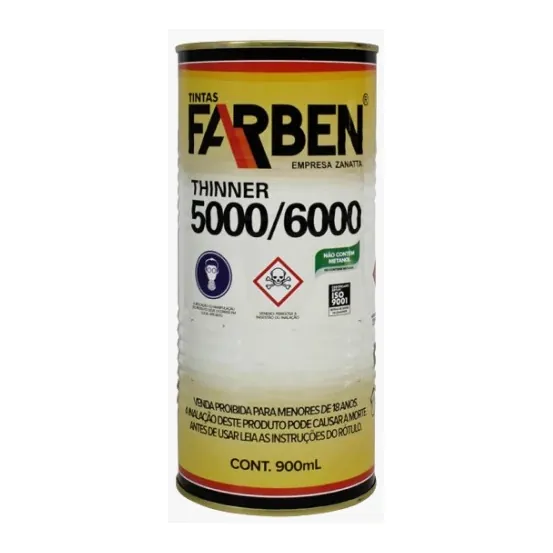 TINTAS
FARBEN®
EMPRESA ZANATTA
THINNER
5000/6000
NÃO CONTÉM
METANOL
ISO
9001
VENDA PROIBIDA PARA MENORES DE 18 ANOS.
A INALAÇÃO DESTE PRODUTO PODE CAUSAR A MORTE.
ANTES DE USAR LEIA AS INSTRUÇÕES DO RÓTULO.
CONT. 900mL